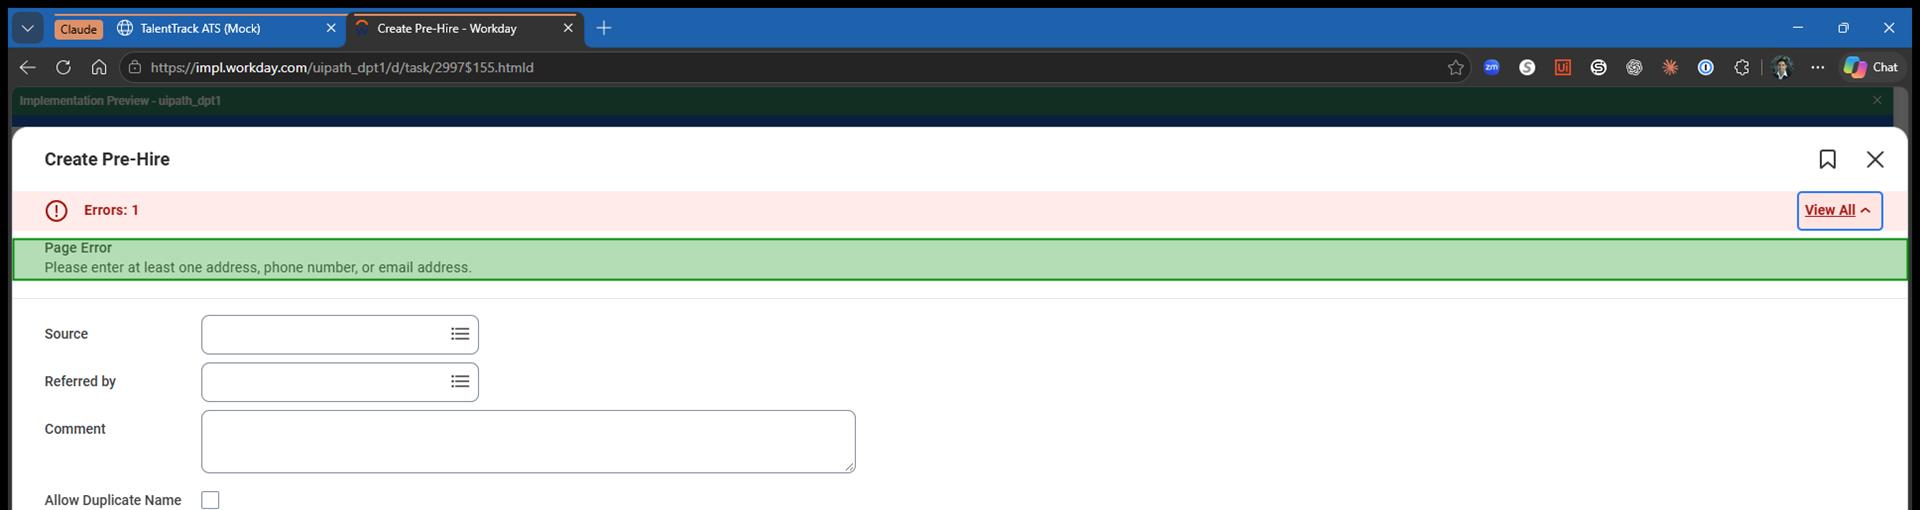 Claude
TalentTrack ATS (Mock)
Create Pre-Hire - Workday
https://impl.workday.com/uipath_dpt1/d/task/2997$155.htmld
zm
Ui
Chat
Implementation Preview - uipath_dpt1
Create Pre-Hire
Errors: 1
View All
Page Error
Please enter at least one address, phone number, or email address.
Source
Referred by
Comment
Allow Duplicate Name